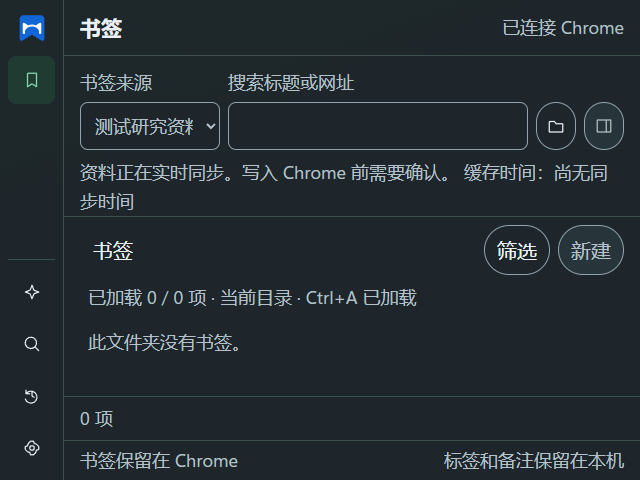 书签
已连接 Chrome
书签来源
搜索标题或网址
测试研究资料
资料正在实时同步。写入 Chrome 前需要确认。 缓存时间：尚无同
步时间
书签
筛选
新建
已加载 0 / 0 项 · 当前目录 · Ctrl+A 已加载
此文件夹没有书签。
0 项
书签保留在 Chrome
标签和备注保留在本机